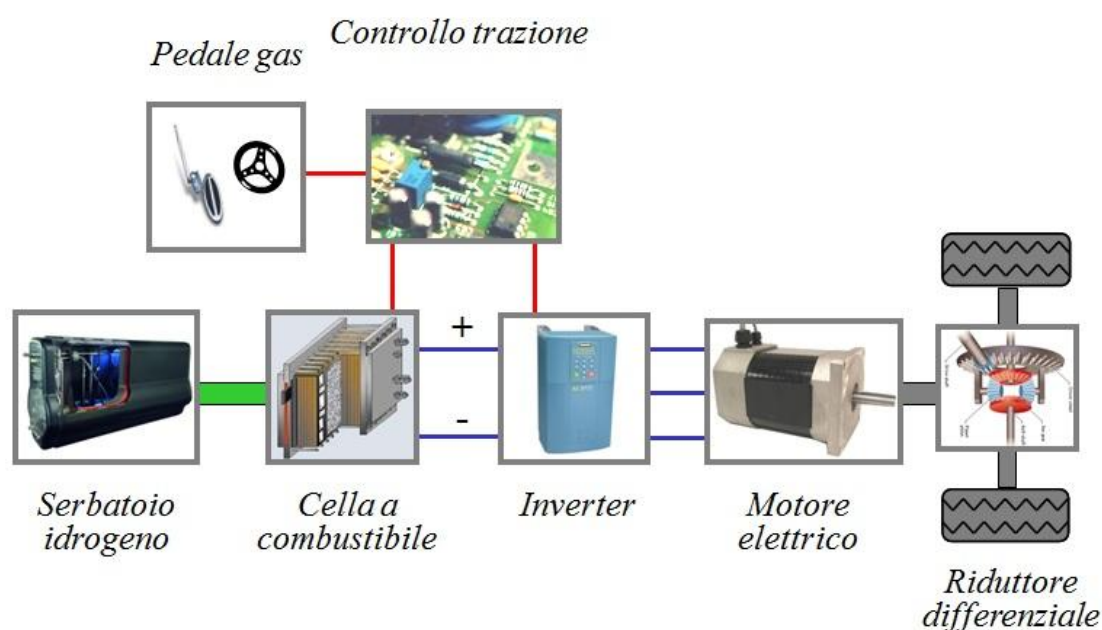 Controllo trazione
Pedale gas
+
-
Serbatoio
idrogeno
Cella a
combustibile
Inverter
Motore
elettrico
Riduttore
differenziale